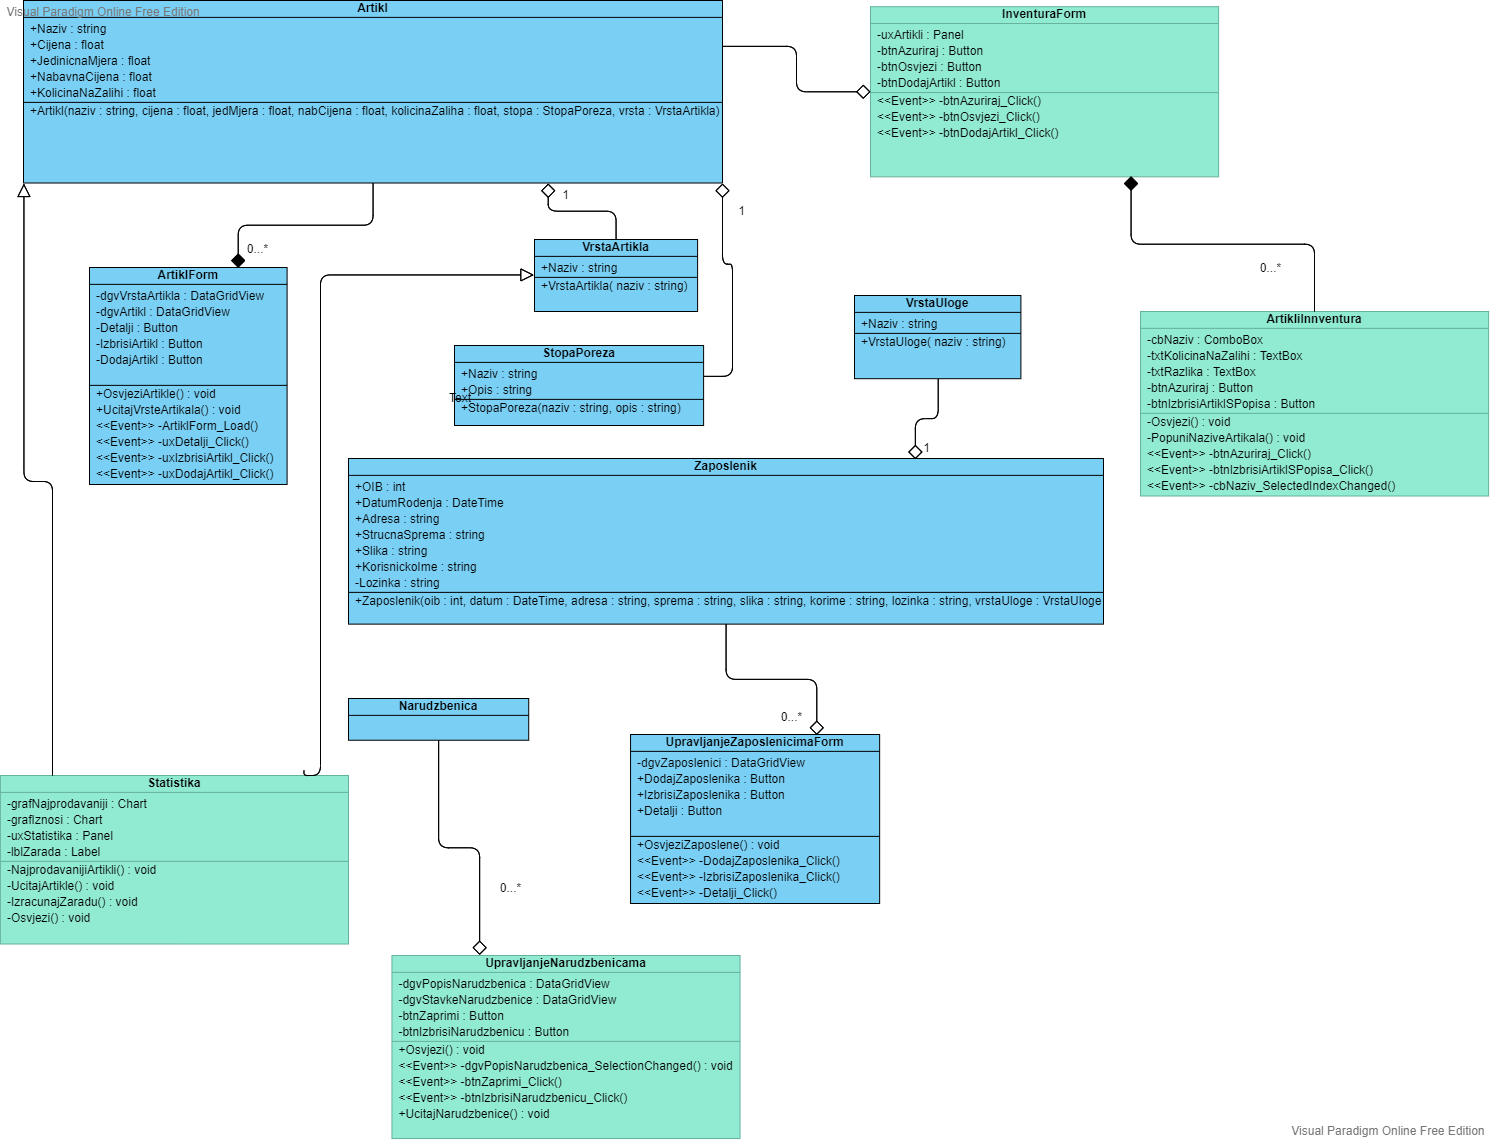 Visual Paradigm Online Free Edition
Artikl
+Naziv : string
+Cijena : float
+JedinicnaMjera : float
+NabavnaCijena : float
+KolicinaNaZalihi : float
+Artikl(naziv : string, cijena : float, jedMjera : float, nabCijena : float, kolicinaZaliha : float, stopa : StopaPoreza, vrsta : VrstaArtikla)
InventuraForm
-uxArtikli : Panel
-btnAzuriraj : Button
-btnOsvjezi : Button
-btnDodajArtikl : Button
<<Event>> -btnAzuriraj_Click()
<<Event>> -btnOsvjezi_Click()
<<Event>> -btnDodajArtikl_Click()
1
1
0...*
0...*
ArtiklForm
-dgvVrstaArtikla : DataGridView
-dgvArtikl : DataGridView
-Detalji : Button
-IzbrisiArtikl : Button
-DodajArtikl : Button
+OsvjeziArtikle() : void
+UcitajVrsteArtikala() : void
<<Event>> -ArtiklForm_Load()
<<Event>> -uxDetalji_Click()
<<Event>> -uxIzbrisiArtikl_Click()
<<Event>> -uxDodajArtikl_Click()
VrstaArtikla
+Naziv : string
+VrstaArtikla( naziv : string)
StopaPoreza
+Naziv : string
+Opis : string
Text
+StopaPoreza(naziv : string, opis : string)
VrstaUloge
+Naziv : string
+VrstaUloge( naziv : string)
1
ArtikliInnventura
-cbNaziv : ComboBox
-txtKolicinaNaZalihi : TextBox
-txtRazlika : TextBox
-btnAzuriraj : Button
-btnIzbrisiArtiklSPopisa : Button
-Osvjezi() : void
-PopuniNaziveArtikala() : void
<<Event>> -btnAzuriraj_Click()
<<Event>> -btnIzbrisiArtiklSPopisa_Click()
<<Event>> -cbNaziv_SelectedIndexChanged()
Zaposlenik
+OIB : int
+DatumRodenja : DateTime
+Adresa : string
+StrucnaSprema : string
+Slika : string
+KorisnickoIme : string
-Lozinka : string
+Zaposlenik(oib : int, datum : DateTime, adresa : string, sprema : string, slika : string, korime : string, lozinka : string, vrstaUloge : VrstaUloge
Narudzbenica
0...*
UpravljanjeZaposlenicimaForm
-dgvZaposlenici : DataGridView
+DodajZaposlenika : Button
+IzbrisiZaposlenika : Button
+Detalji : Button
+OsvjeziZaposlene() : void
<<Event>> -DodajZaposlenika_Click()
<<Event>> -IzbrisiZaposlenika_Click()
<<Event>> -Detalji_Click()
Statistika
-grafNajprodavaniji : Chart
-grafIznosi : Chart
-uxStatistika : Panel
-lblZarada : Label
-NajprodavanijiArtikli() : void
-UcitajArtikle() : void
-IzracunajZaradu() : void
-Osvjezi() : void
0...*
UpravljanjeNarudzbenicama
-dgvPopisNarudzbenica : DataGridView
-dgvStavkeNarudzbenice : DataGridView
-btnZaprimi : Button
-btnIzbrisiNarudzbenicu : Button
+Osvjezi() : void
<<Event>> -dgvPopisNarudzbenica_SelectionChanged() : void
<<Event>> -btnZaprimi_Click()
<<Event>> -btnIzbrisiNarudzbenicu_Click()
+UcitajNarudzbenice() : void
Visual Paradigm Online Free Edition